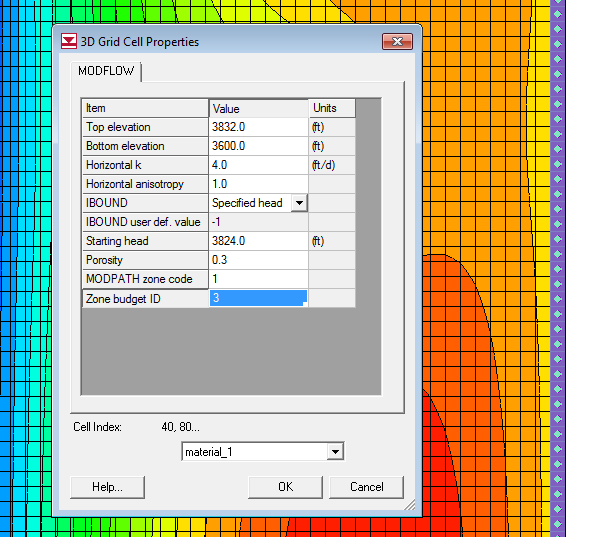 3D Grid Cell Properties
MODFLOW
Item Value Units
Top elevation 3832.0 (ft)
Bottom elevation 3600.0 (ft)
Horizontal k 4.0 (ft/d)
Horizontal anisotropy 1.0
IBOUND Specified head
IBOUND user def. value -1
Starting head 3824.0 (ft)
Porosity 0.3
MODPATH zone code 1
Zone budget ID 3
Cell Index: 40, 80...
material_1
Help... OK Cancel